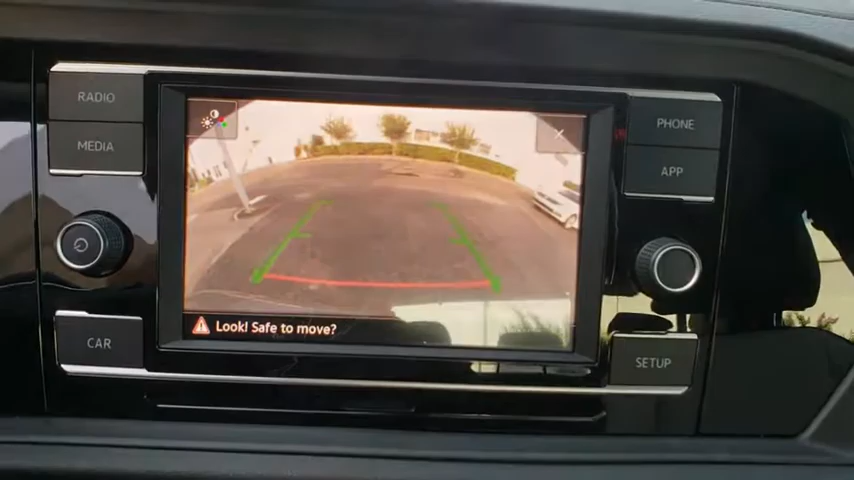 RADIO
MEDIA
CAR
Look! Safe to move?
PHONE
APP
SETUP